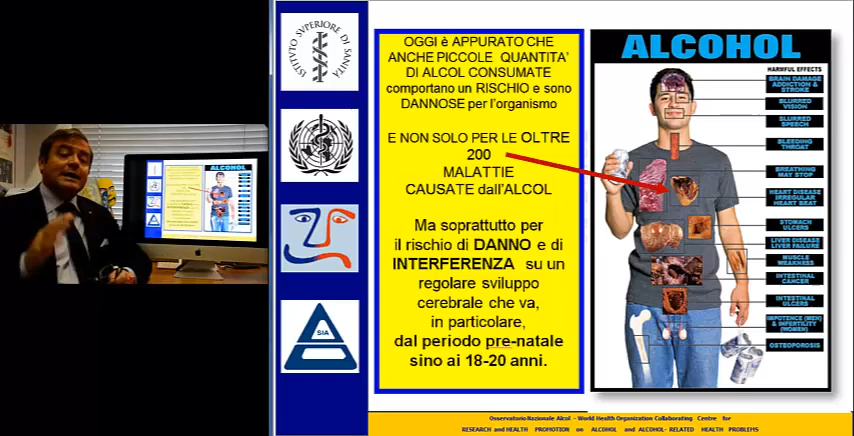 ISTITVTO SVPERIORE DI SANITÀ
SIA
OGGI è APPURATO CHE
ANCHE PICCOLE QUANTITA'
DI ALCOL CONSUMATE
comportano un RISCHIO e sono
DANNOSE per l'organismo
E NON SOLO PER LE OLTRE
200
MALATTIE
CAUSATE dall'ALCOL
Ma soprattutto per
il rischio di DANNO e di
INTERFERENZA su un
regolare sviluppo
cerebrale che va,
in particolare,
dal periodo pre-natale
sino ai 18-20 anni.
ALCOHOL
HARMFUL EFFECTS
BRAIN DAMAGE
ADDICTION &
STROKE
BLURRED
VISION
SLURRED
SPEECH
BLEEDING
THROAT
BREATHING
MAY STOP
HEART DISEASE
IRREGULAR
HEART BEAT
STOMACH
ULCERS
LIVER DISEASE
LIVER FAILURE
MUSCLE
WEAKNESS
INTESTINAL
CANCER
INTESTINAL
ULCERS
IMPOTENCE (MEN)
& INFERTILITY
(WOMEN)
OSTEOPOROSIS
Osservatorio Nazionale Alcol - World Health Organization Collaborating Centre for
RESEARCH and HEALTH PROMOTION on ALCOHOL and ALCOHOL- RELATED HEALTH PROBLEMS
ALCOHOL